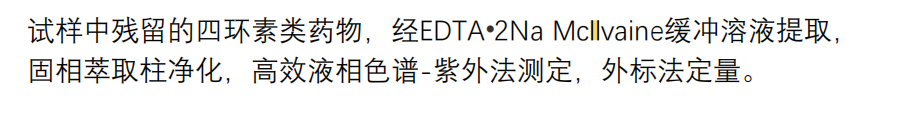 试样中残留的四环素类药物，经EDTA•2Na McIlvaine缓冲溶液提取，
固相萃取柱净化，高效液相色谱-紫外法测定，外标法定量。